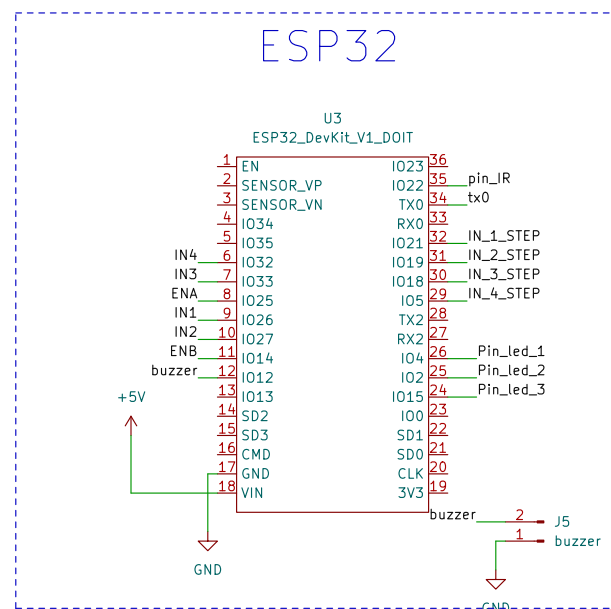 ESP32
U3
ESP32_DevKit_V1_DOIT
1 EN IO23 36
2 SENSOR_VP IO22 35 pin_IR
3 SENSOR_VN TX0 34 tx0
4 IO34 RX0 33
5 IO35 IO21 32 IN_1_STEP
IN4 6 IO32 IO19 31 IN_2_STEP
IN3 7 IO33 IO18 30 IN_3_STEP
ENA 8 IO25 IO5 29 IN_4_STEP
IN1 9 IO26 TX2 28
IN2 10 IO27 RX2 27
ENB 11 IO14 IO4 26 Pin_led_1
buzzer 12 IO12 IO2 25 Pin_led_2
+5V 13 IO13 IO15 24 Pin_led_3
14 SD2 IO0 23
15 SD3 SD1 22
16 CMD SD0 21
17 GND CLK 20
18 VIN 3V3 19
buzzer 2 J5
1 buzzer
GND
GND